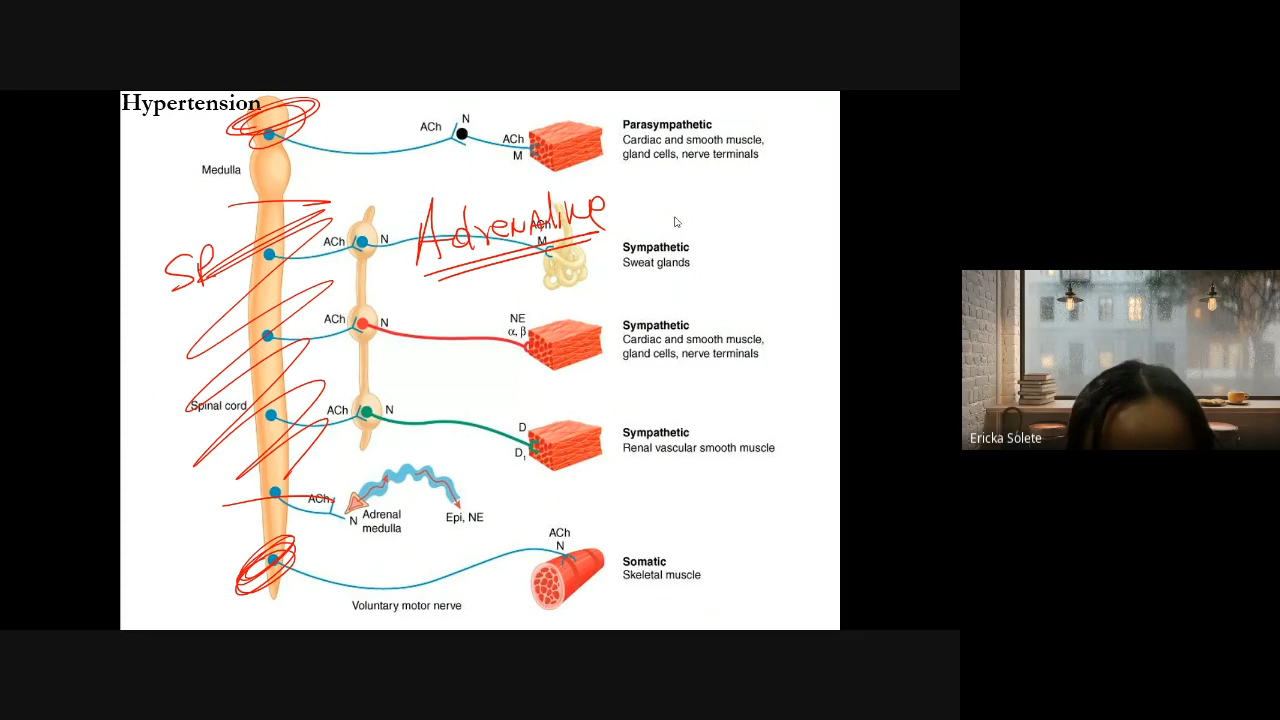 Hypertension
N
ACh
ACh
M
Parasympathetic
Cardiac and smooth muscle,
gland cells, nerve terminals
Medulla
Adrenaline
SP
ACh
N
ACh
M
Sympathetic
Sweat glands
ACh
N
NE
α, β
Sympathetic
Cardiac and smooth muscle,
gland cells, nerve terminals
Spinal cord
ACh
N
D
D₁
Sympathetic
Renal vascular smooth muscle
ACh
N
Adrenal
medulla
Epi, NE
ACh
N
Somatic
Skeletal muscle
Voluntary motor nerve
Ericka Solete